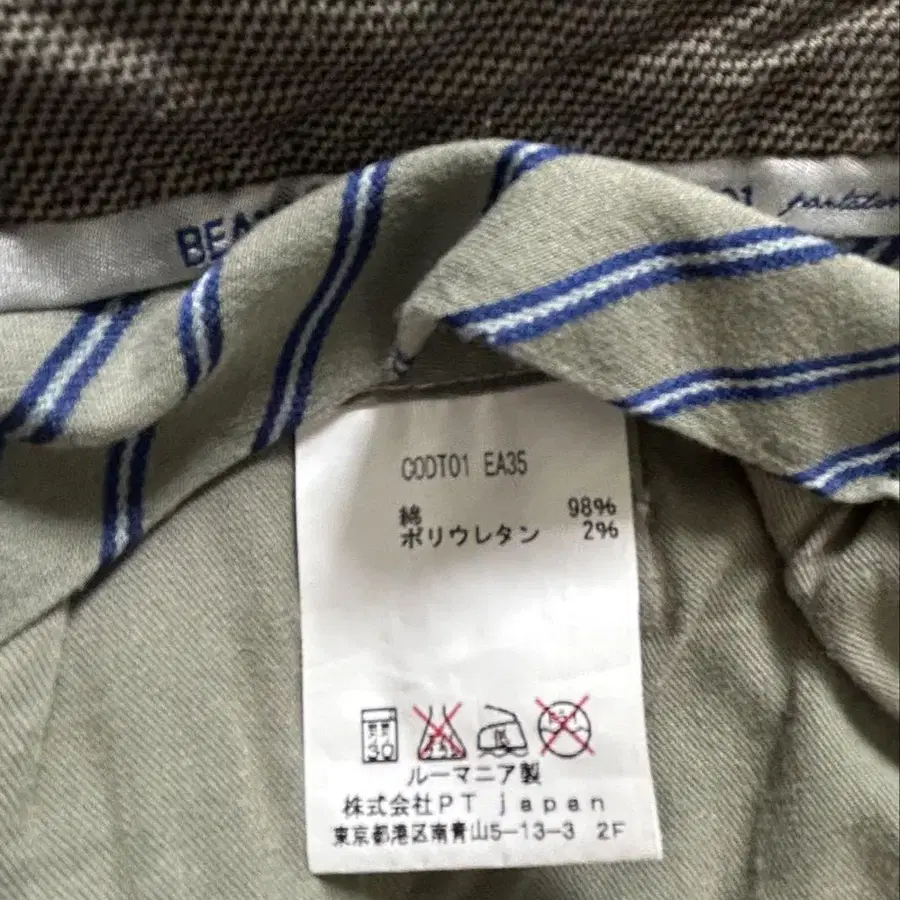 BEA
01
CODT01 EA35
綿 98%
ポリウレタン 2%
30
ルーマニア製
株式会社PT japan
東京都港区南青山5-13-3 2F